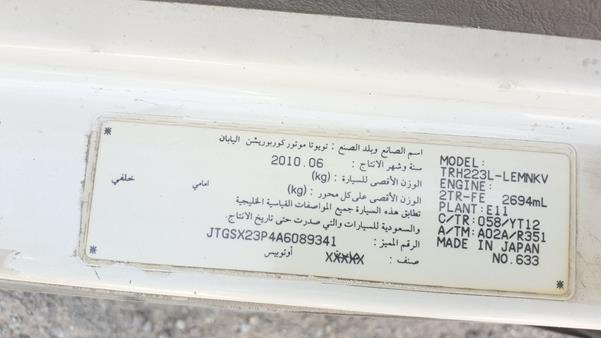 اسم الصانع وبلد الصنع : تويوتا موتور كوربوريشن اليابان
سنة وشهر الانتاج : 2010.06
الوزن الأقصى للسيارة : (kg)
الوزن الأقصى على كل محور : (kg) امامي خلفي
تطابق هذه السيارة جميع المواصفات القياسية الخليجية
والسعودية للسيارات والتي صدرت حتى تاريخ الانتاج.
الرقم المميز : JTGSX23P4A6089341
صنف : أوتوبيس
MODEL:
TRH223L-LEMNKV
ENGINE:
2TR-FE 2694mL
PLANT:E11
C/TR:058/YT12
A/TM:A02A/R351
MADE IN JAPAN
NO.633